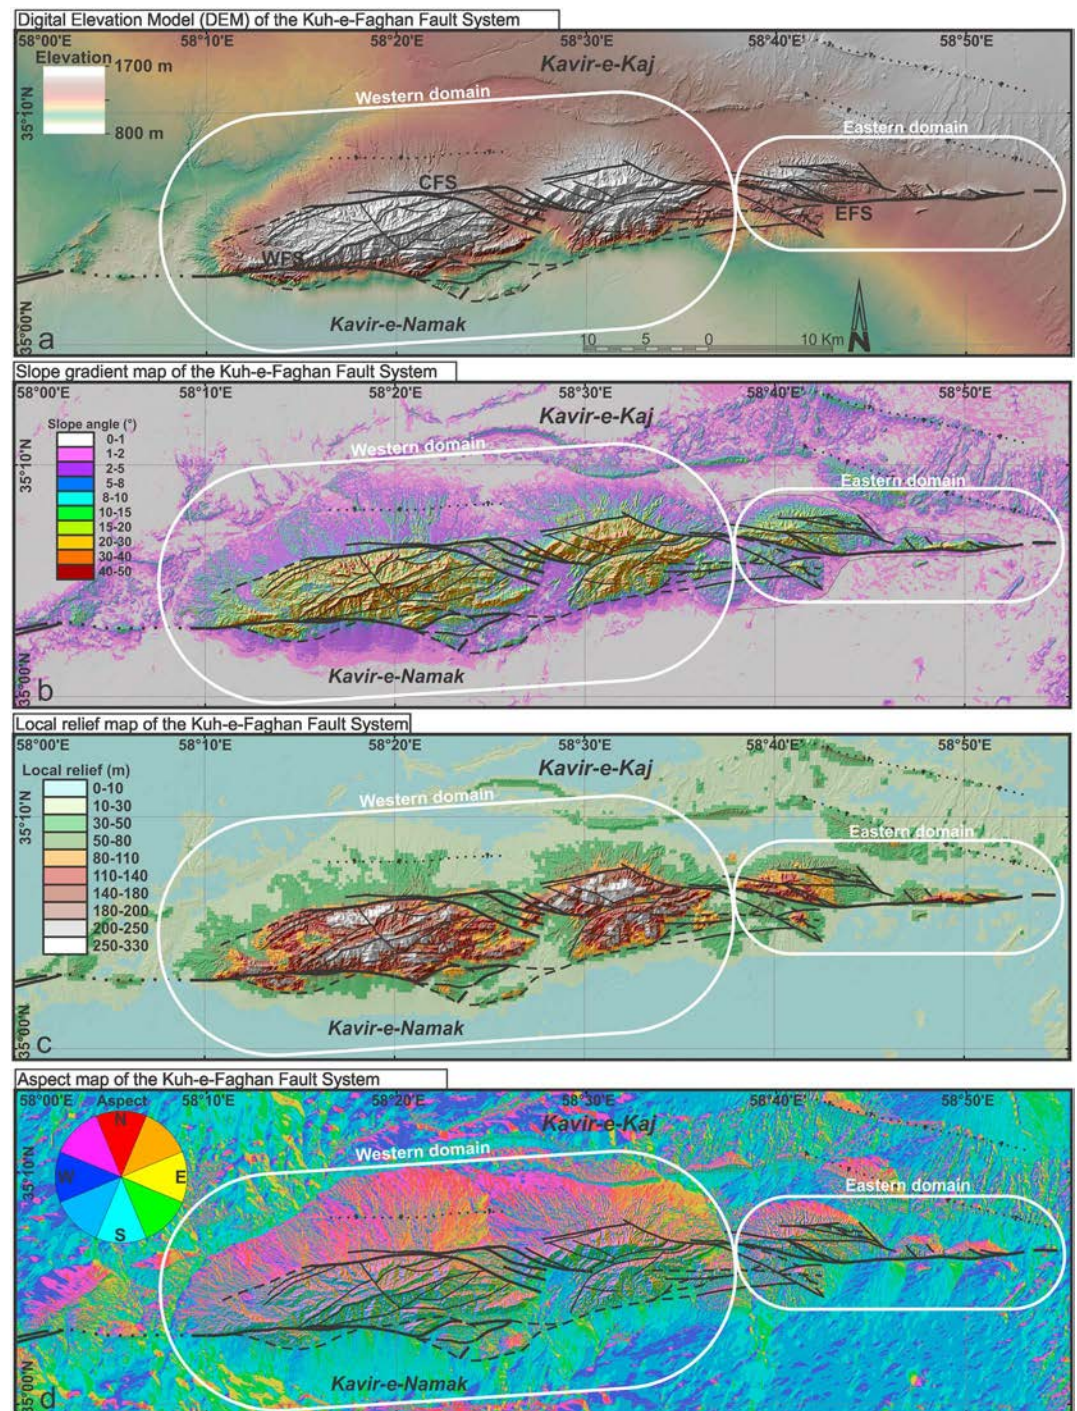 Digital Elevation Model (DEM) of the Kuh-e-Faghan Fault System
58°00'E 58°10'E 58°20'E 58°30'E 58°40'E 58°50'E
Elevation
1700 m
800 m
Kavir-e-Kaj
35°10'N
Western domain
Eastern domain
CFS
EFS
WFS
Kavir-e-Namak
35°00'N
a
10 5 0 10 Km
N
Slope gradient map of the Kuh-e-Faghan Fault System
58°00'E 58°10'E 58°20'E 58°30'E 58°40'E 58°50'E
Kavir-e-Kaj
Slope angle (°)
0-1
1-2
2-5
5-8
8-10
10-15
15-20
20-30
30-40
40-50
35°10'N
Western domain
Eastern domain
Kavir-e-Namak
35°00'N
b
Local relief map of the Kuh-e-Faghan Fault System
58°00'E 58°10'E 58°20'E 58°30'E 58°40'E 58°50'E
Kavir-e-Kaj
Local relief (m)
0-10
10-30
30-50
50-80
80-110
110-140
140-180
180-200
200-250
250-330
35°10'N
Western domain
Eastern domain
Kavir-e-Namak
35°00'N
c
Aspect map of the Kuh-e-Faghan Fault System
58°00'E 58°10'E 58°20'E 58°30'E 58°40'E 58°50'E
Aspect
N
W
E
S
Kavir-e-Kaj
35°10'N
Western domain
Eastern domain
Kavir-e-Namak
35°00'N
d